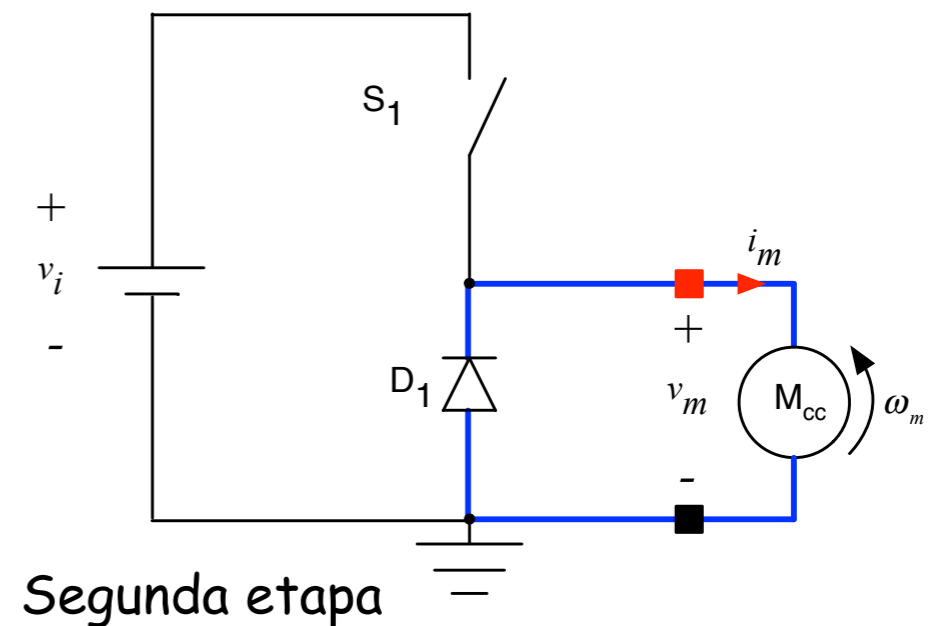 S1
+
vi
-
im
+
D1
vm
Mcc
ωm
-
Segunda etapa